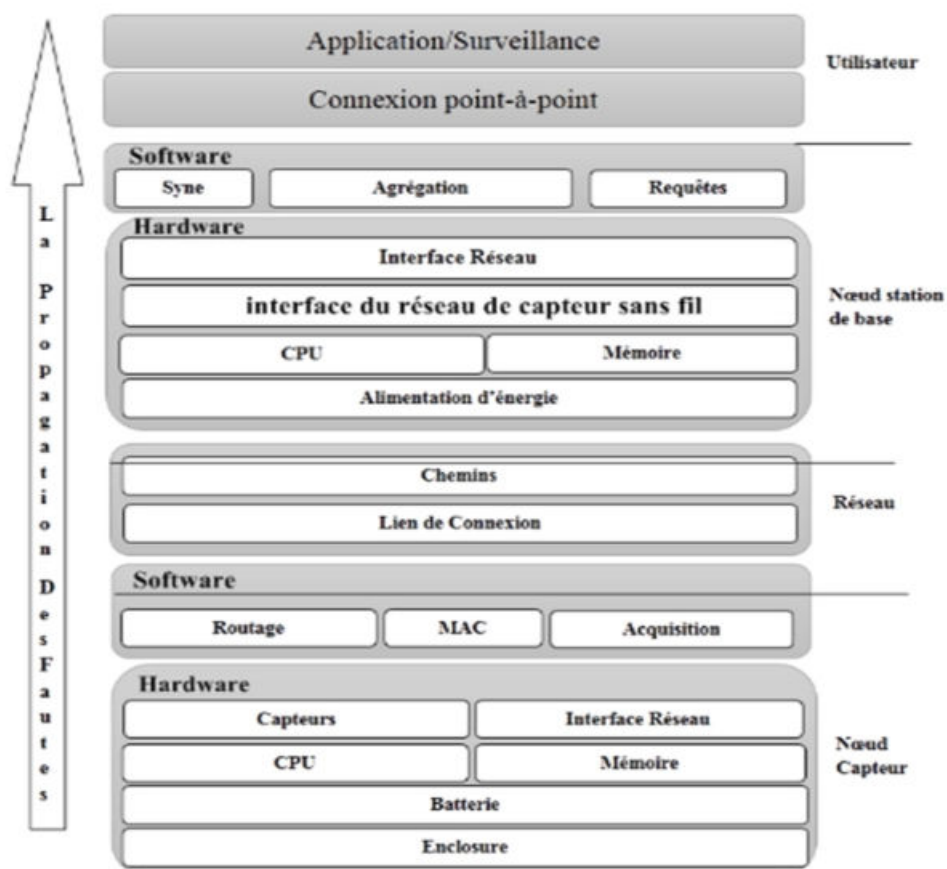 Application/Surveillance
Utilisateur
Connexion point-à-point
Software
Syne
Agrégation
Requêtes
Hardware
Interface Réseau
interface du réseau de capteur sans fil
Nœud station
de base
CPU
Mémoire
Alimentation d'énergie
Chemins
Réseau
Lien de Connexion
Software
Routage
MAC
Acquisition
Hardware
Capteurs
Interface Réseau
Nœud
Capteur
CPU
Mémoire
Batterie
Enclosure
La Propagation Des Fautes